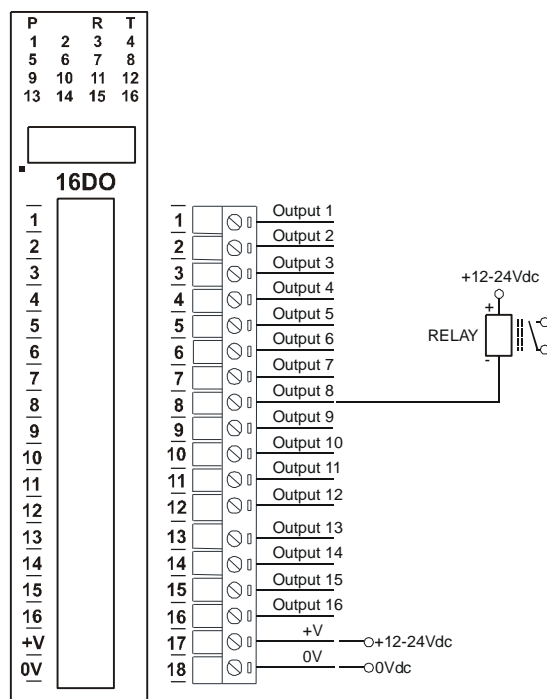 P R T
1 2 3 4
5 6 7 8
9 10 11 12
13 14 15 16
16DO
1
2
3
4
5
6
7
8
9
10
11
12
13
14
15
16
+V
0V
1 Output 1
2 Output 2
3 Output 3
4 Output 4
5 Output 5
6 Output 6
7 Output 7
8 Output 8
9 Output 9
10 Output 10
11 Output 11
12 Output 12
13 Output 13
14 Output 14
15 Output 15
16 Output 16
17 +V +12-24Vdc
18 0V 0Vdc
+12-24Vdc
+
RELAY
-